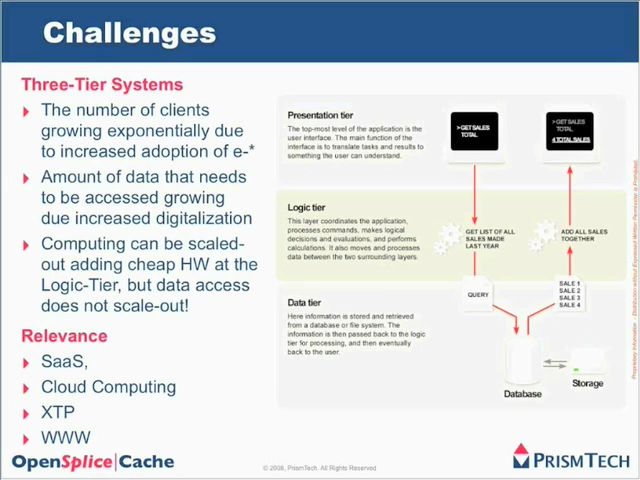 Challenges
Three-Tier Systems
The number of clients
growing exponentially due
to increased adoption of e-*
Amount of data that needs
to be accessed growing
due increased digitalization
Computing can be scaled-
out adding cheap HW at the
Logic-Tier, but data access
does not scale-out!
Relevance
SaaS,
Cloud Computing
XTP
WWW
Presentation tier
The top-most level of the application is the
user interface. The main function of the
interface is to translate tasks and results to
something the user can understand.
>GET SALES
TOTAL
>GET SALES
TOTAL
4 TOTAL SALES
Logic tier
This layer coordinates the application,
processes commands, makes logical
decisions and evaluations, and performs
calculations. It also moves and processes
data between the two surrounding layers.
GET LIST OF ALL
SALES MADE
LAST YEAR
ADD ALL SALES
TOGETHER
QUERY
SALE 1
SALE 2
SALE 3
SALE 4
Data tier
Here information is stored and retrieved
from a database or file system. The
information is then passed back to the logic
tier for processing, and then eventually
back to the user.
Database
Storage
Proprietary Information - Distribution without Expressed Written Permission is Prohibited.
OpenSplice|Cache
© 2008, PrismTech. All Rights Reserved
PRISMTECH